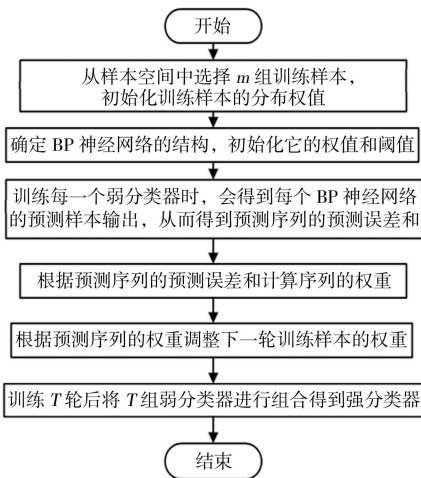 开始
从样本空间中选择 m 组训练样本，
初始化训练样本的分布权值
确定 BP 神经网络的结构，初始化它的权值和阈值
训练每一个弱分类器时，会得到每个 BP 神经网络
的预测样本输出，从而得到预测序列的预测误差和
根据预测序列的预测误差和计算序列的权重
根据预测序列的权重调整下一轮训练样本的权重
训练 T 轮后将 T 组弱分类器进行组合得到强分类器
结束